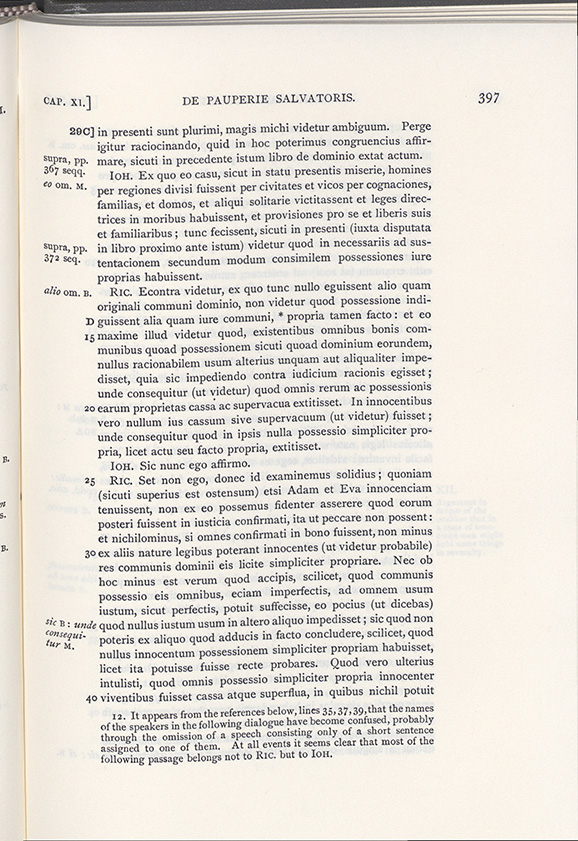 CAP. XI.] DE PAUPERIE SALVATORIS. 397
29C] in presenti sunt plurimi, magis michi videtur ambiguum. Perge
igitur raciocinando, quid in hoc poterimus congruencius affir-
supra, pp. mare, sicuti in precedente istum libro de dominio extat actum.
367 seqq. IOH. Ex quo eo casu, sicut in statu presentis miserie, homines
eo om. M. per regiones divisi fuissent per civitates et vicos per cognaciones,
familias, et domos, et aliqui solitarie victitassent et leges direc-
trices in moribus habuissent, et provisiones pro se et liberis suis
et familiaribus; tunc fecissent, sicuti in presenti (iuxta disputata
supra, pp. in libro proximo ante istum) videtur quod in necessariis ad sus-
372 seq. tentacionem secundum modum consimilem possessiones iure
proprias habuissent.
alio om. B. RIC. Econtra videtur, ex quo tunc nullo eguissent alio quam
originali communi dominio, non videtur quod possessione indi-
D guissent alia quam iure communi, * propria tamen facto: et eo
15 maxime illud videtur quod, existentibus omnibus bonis com-
munibus quoad possessionem sicuti quoad dominium eorundem,
nullus racionabilem usum alterius unquam aut aliqualiter impe-
disset, quia sic impediendo contra iudicium racionis egisset;
unde consequitur (ut videtur) quod omnis rerum ac possessionis
20 earum proprietas cassa ac supervacua extitisset. In innocentibus
vero nullum ius cassum sive supervacuum (ut videtur) fuisset;
unde consequitur quod in ipsis nulla possessio simpliciter pro-
pria, licet actu seu facto propria, extitisset.
IOH. Sic nunc ego affirmo.
25 RIC. Set non ego, donec id examinemus solidius; quoniam
(sicuti superius est ostensum) etsi Adam et Eva innocenciam
tenuissent, non ex eo possemus fidenter asserere quod eorum
posteri fuissent in iusticia confirmati, ita ut peccare non possent:
et nichilominus, si omnes confirmati in bono fuissent, non minus
30 ex aliis nature legibus poterant innocentes (ut videtur probabile)
res communis dominii eis licite simpliciter propriare. Nec ob
hoc minus est verum quod accipis, scilicet, quod communis
possessio eis omnibus, eciam imperfectis, ad omnem usum
iustum, sicut perfectis, potuit suffecisse, eo pocius (ut dicebas)
sic B: unde quod nullus iustum usum in altero aliquo impedisset; sic quod non
consequi- poteris ex aliquo quod adducis in facto concludere, scilicet, quod
tur M. nullus innocentum possessionem simpliciter propriam habuisset,
licet ita potuisse fuisse recte probares. Quod vero ulterius
intulisti, quod omnis possessio simpliciter propria innocenter
40 viventibus fuisset cassa atque superflua, in quibus nichil potuit
12. It appears from the references below, lines 35, 37, 39, that the names
of the speakers in the following dialogue have become confused, probably
through the omission of a speech consisting only of a short sentence
assigned to one of them. At all events it seems clear that most of the
following passage belongs not to RIC. but to IOH.